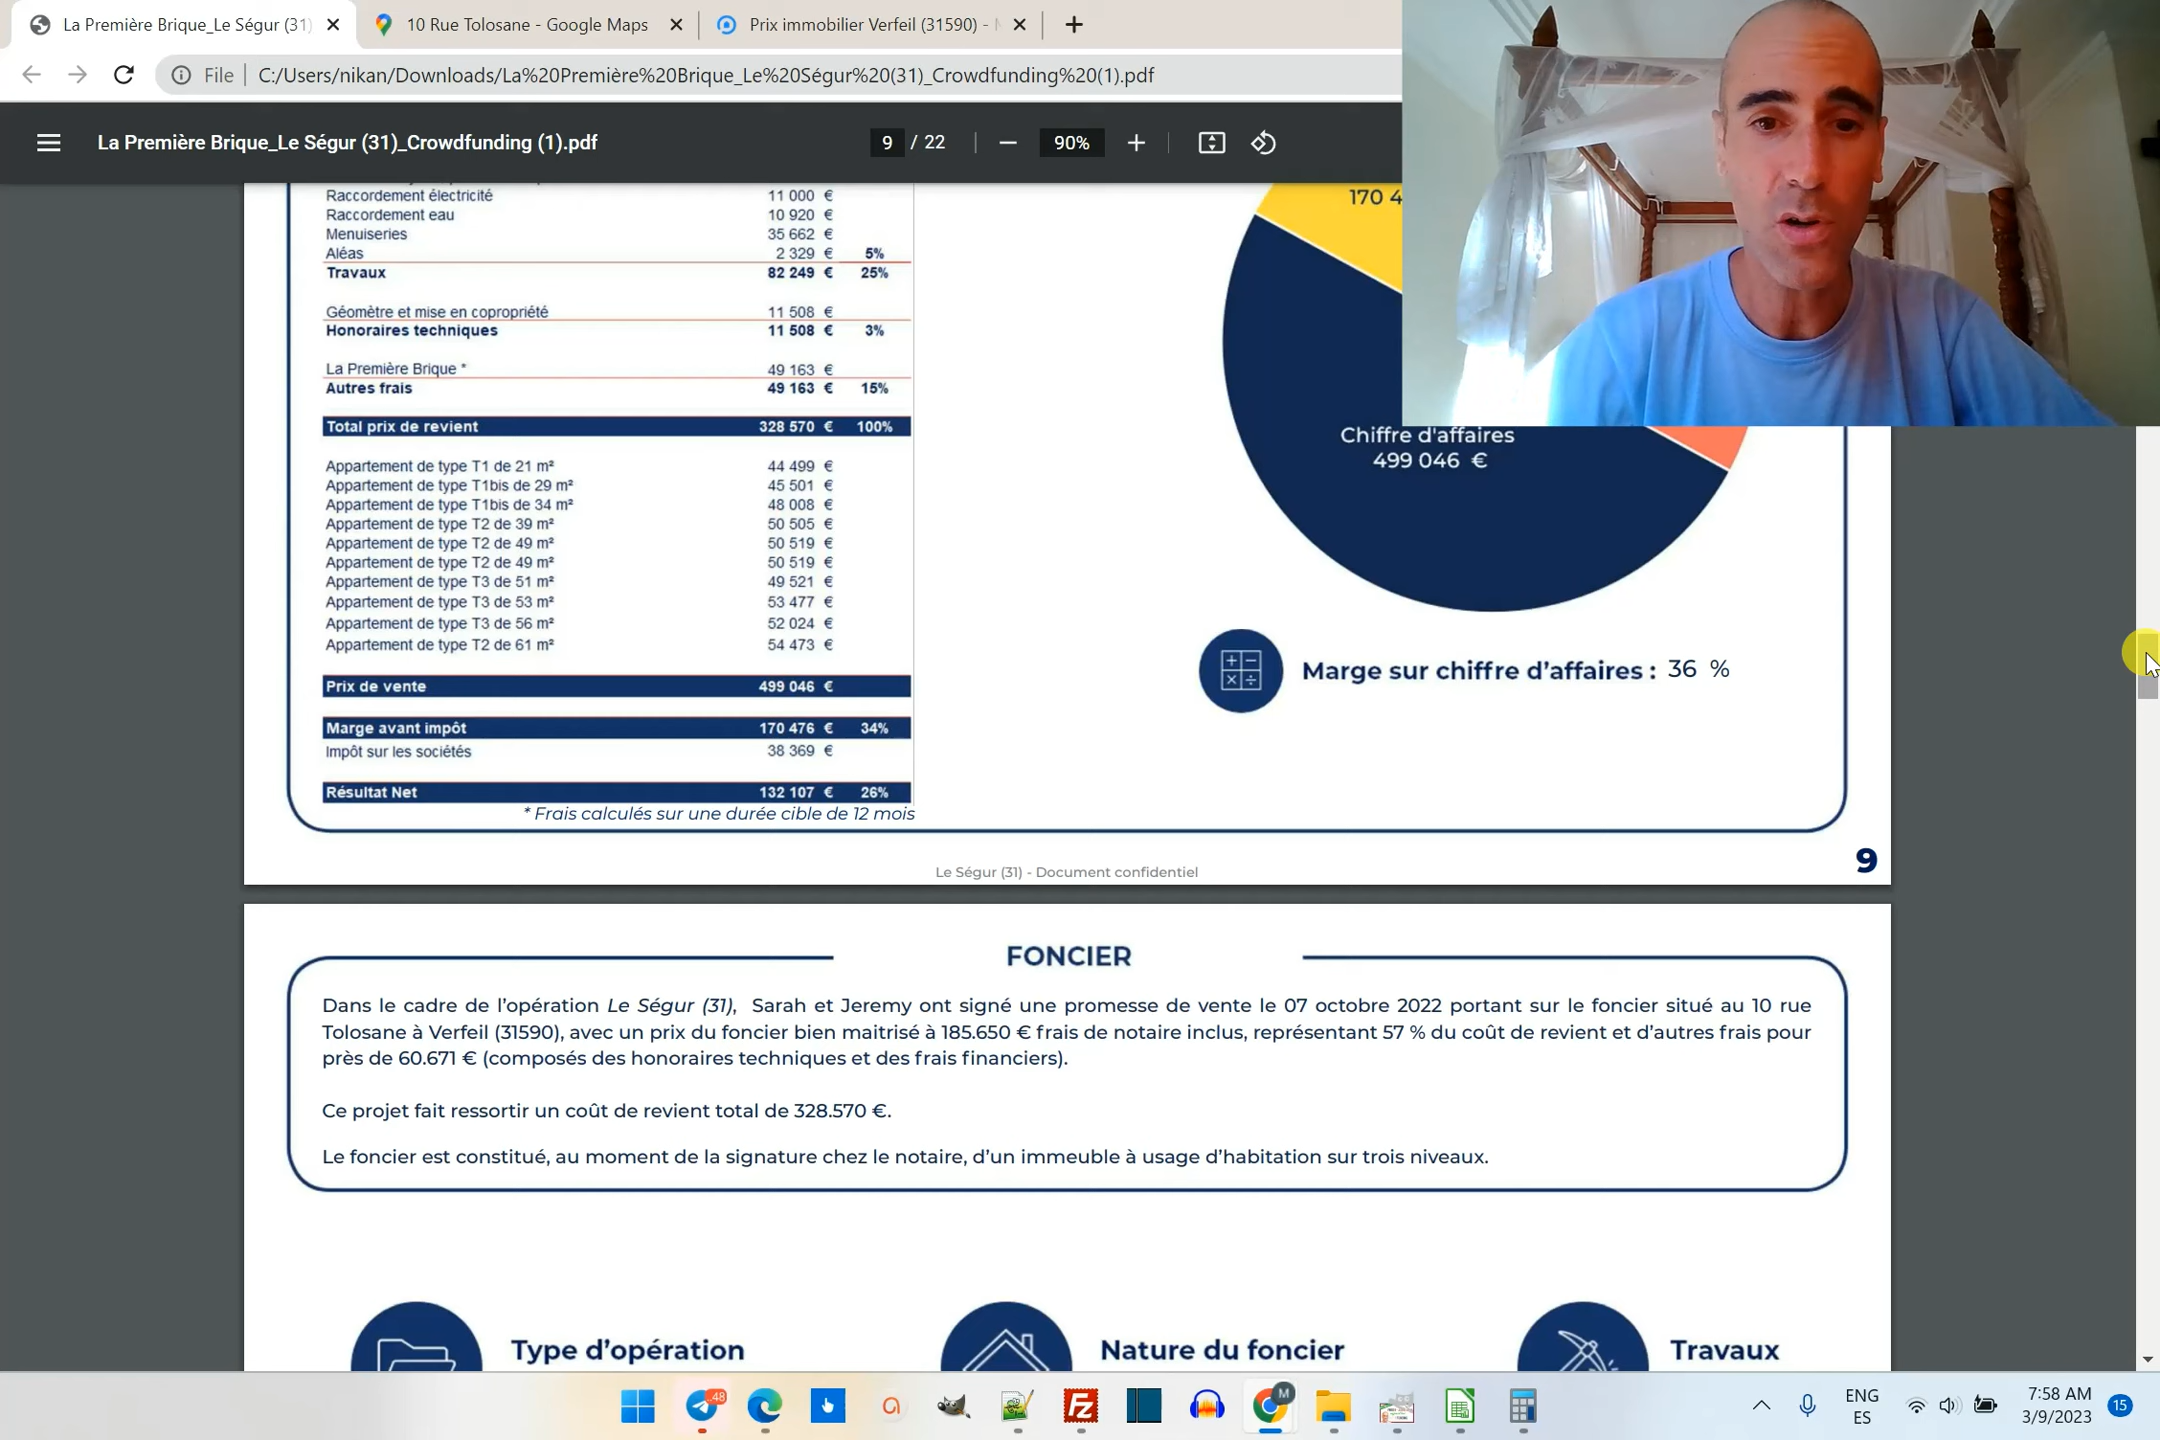 La Première Brique_Le Ségur (31)
10 Rue Tolosane - Google Maps
Prix immobilier Verfeil (31590) -
File
C:/Users/nikan/Downloads/La%20Première%20Brique_Le%20Ségur%20(31)_Crowdfunding%20(1).pdf
La Première Brique_Le Ségur (31)_Crowdfunding (1).pdf
9 / 22
90%
Raccordement électricité 11 000 €
Raccordement eau 10 920 €
Menuiseries 35 662 €
Aléas 2 329 € 5%
Travaux 82 249 € 25%
Géomètre et mise en copropriété 11 508 €
Honoraires techniques 11 508 € 3%
La Première Brique * 49 163 €
Autres frais 49 163 € 15%
Total prix de revient 328 570 € 100%
Appartement de type T1 de 21 m² 44 499 €
Appartement de type T1bis de 29 m² 45 501 €
Appartement de type T1bis de 34 m² 48 008 €
Appartement de type T2 de 39 m² 50 505 €
Appartement de type T2 de 49 m² 50 519 €
Appartement de type T2 de 49 m² 50 519 €
Appartement de type T3 de 51 m² 49 521 €
Appartement de type T3 de 53 m² 53 477 €
Appartement de type T3 de 56 m² 52 024 €
Appartement de type T2 de 61 m² 54 473 €
Prix de vente 499 046 €
Marge avant impôt 170 476 € 34%
Impôt sur les sociétés 38 369 €
Résultat Net 132 107 € 26%
* Frais calculés sur une durée cible de 12 mois
170 4
Chiffre d'affaires
499 046 €
Marge sur chiffre d'affaires : 36 %
Le Ségur (31) - Document confidentiel
9
FONCIER
Dans le cadre de l'opération Le Ségur (31), Sarah et Jeremy ont signé une promesse de vente le 07 octobre 2022 portant sur le foncier situé au 10 rue
Tolosane à Verfeil (31590), avec un prix du foncier bien maitrisé à 185.650 € frais de notaire inclus, représentant 57 % du coût de revient et d'autres frais pour
près de 60.671 € (composés des honoraires techniques et des frais financiers).
Ce projet fait ressortir un coût de revient total de 328.570 €.
Le foncier est constitué, au moment de la signature chez le notaire, d'un immeuble à usage d'habitation sur trois niveaux.
Type d'opération
Nature du foncier
Travaux
48
Fz
M
ENG
ES
7:58 AM
3/9/2023
15